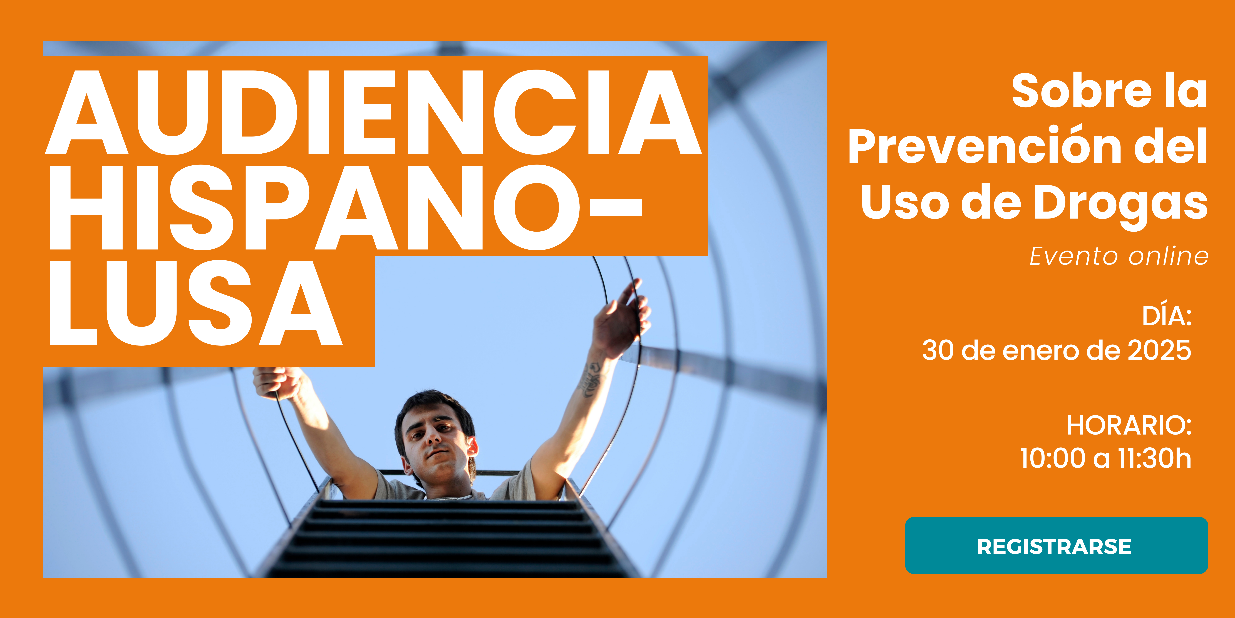 AUDIENCIA
HISPANO-
LUSA
Sobre la
Prevención del
Uso de Drogas
Evento online
DÍA:
30 de enero de 2025
HORARIO:
10:00 a 11:30h
REGISTRARSE